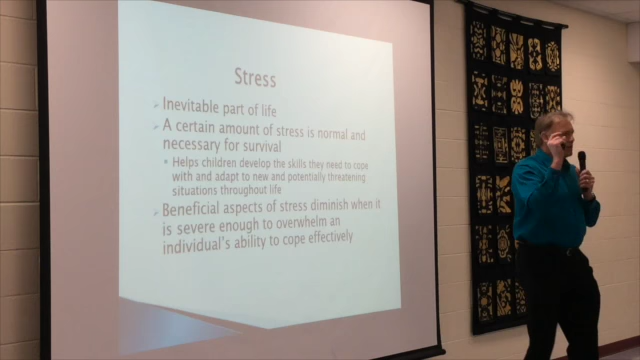 Stress
Inevitable part of life
A certain amount of stress is normal and
necessary for survival
Helps children develop the skills they need to cope
with and adapt to new and potentially threatening
situations throughout life
Beneficial aspects of stress diminish when it
is severe enough to overwhelm an
individual's ability to cope effectively